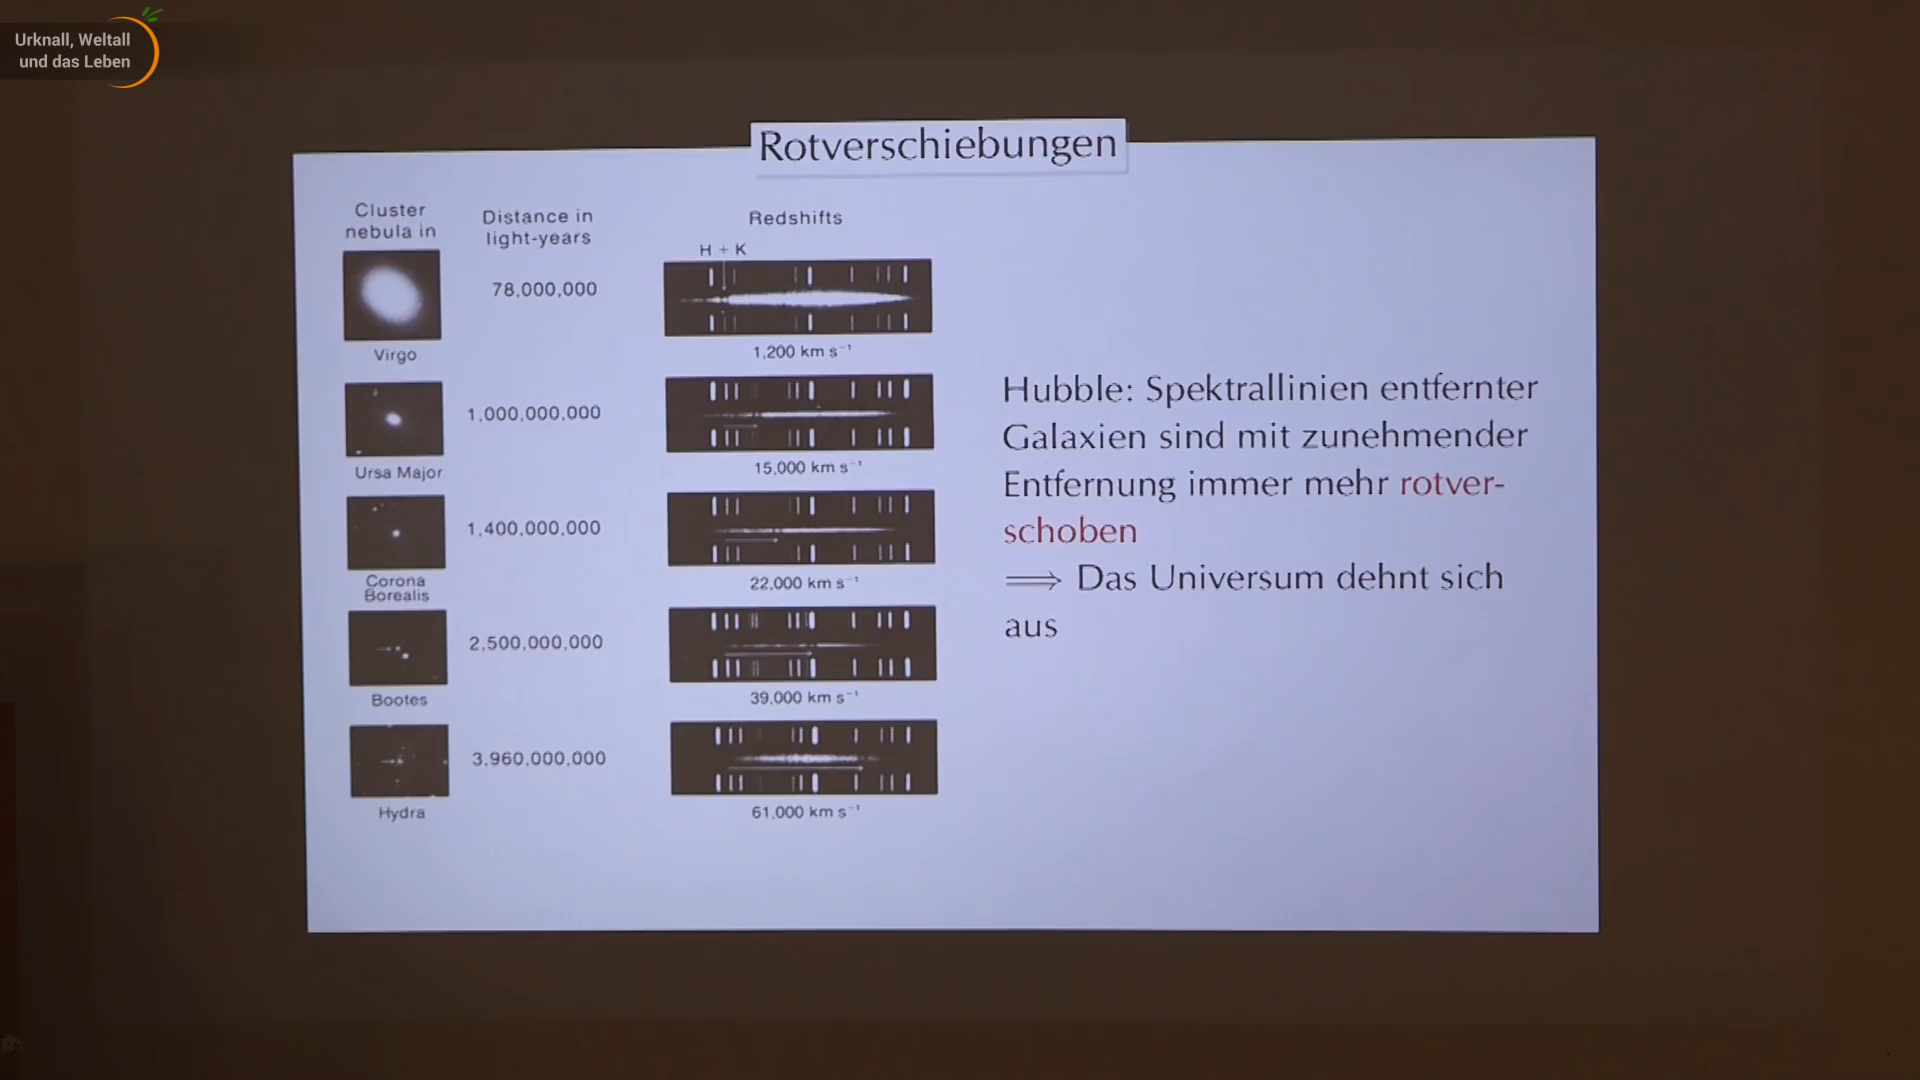 Urknall, Weltall
und das Leben
Rotverschiebungen
Cluster
nebula in
Distance in
light-years
Redshifts
H + K
78,000,000
Virgo
1,200 km s⁻¹
1,000,000,000
Ursa Major
15,000 km s⁻¹
1,400,000,000
Corona
Borealis
22,000 km s⁻¹
2,500,000,000
Bootes
39,000 km s⁻¹
3,960,000,000
Hydra
61,000 km s⁻¹
Hubble: Spektrallinien entfernter
Galaxien sind mit zunehmender
Entfernung immer mehr rotver-
schoben
⟹ Das Universum dehnt sich
aus